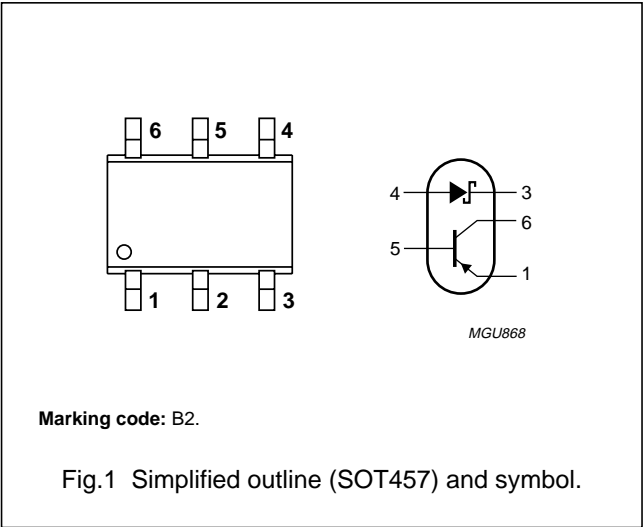 6 5 4
4 3
6
5
1
1 2 3
MGU868
Marking code: B2.
Fig.1 Simplified outline (SOT457) and symbol.